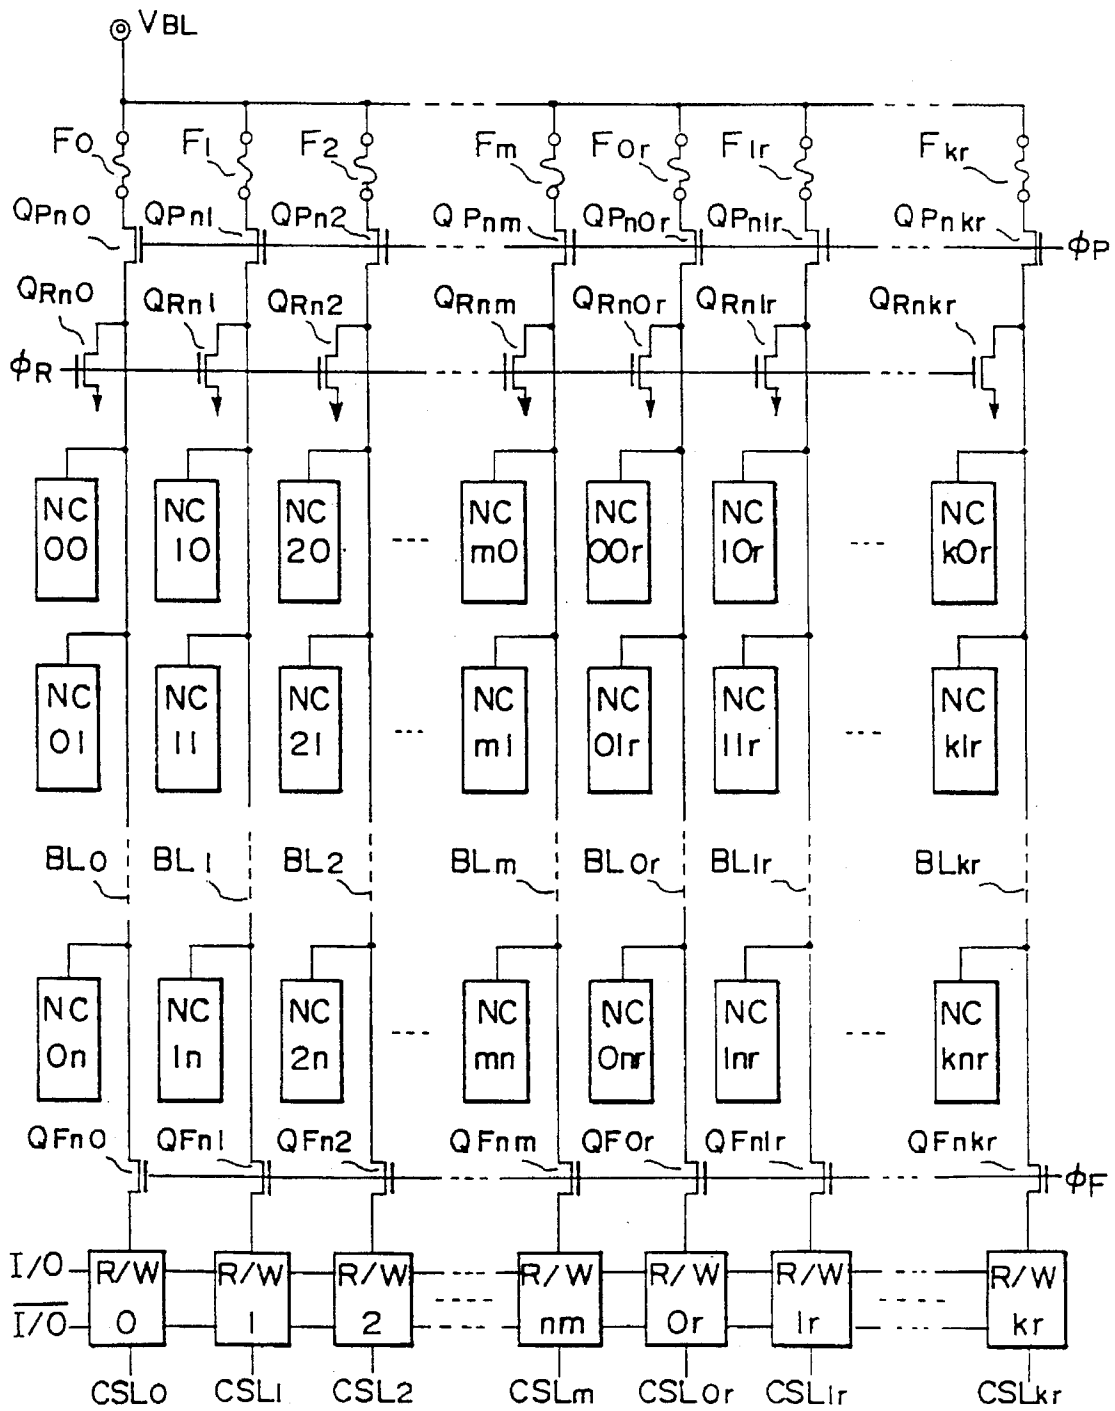 VBL
F0 F1 F2 Fm F0r F1r Fkr
QPn0 QPn1 QPn2 QPnm QPn0r QPn1r QPnkr
φP
QRn0 QRn1 QRn2 QRnm QRn0r QRn1r QRnkr
φR
NC NC NC NC NC NC NC
00 10 20 m0 00r 10r k0r
NC NC NC NC NC NC NC
01 11 21 m1 01r 11r k1r
BL0 BL1 BL2 BLm BL0r BL1r BLkr
NC NC NC NC NC NC NC
0n 1n 2n mn 0nr 1nr knr
QFn0 QFn1 QFn2 QFnm QF0r QFn1r QFnkr
φF
I/O R/W R/W R/W R/W R/W R/W R/W
I/O 0 1 2 nm 0r 1r kr
CSL0 CSL1 CSL2 CSLm CSL0r CSL1r CSLkr